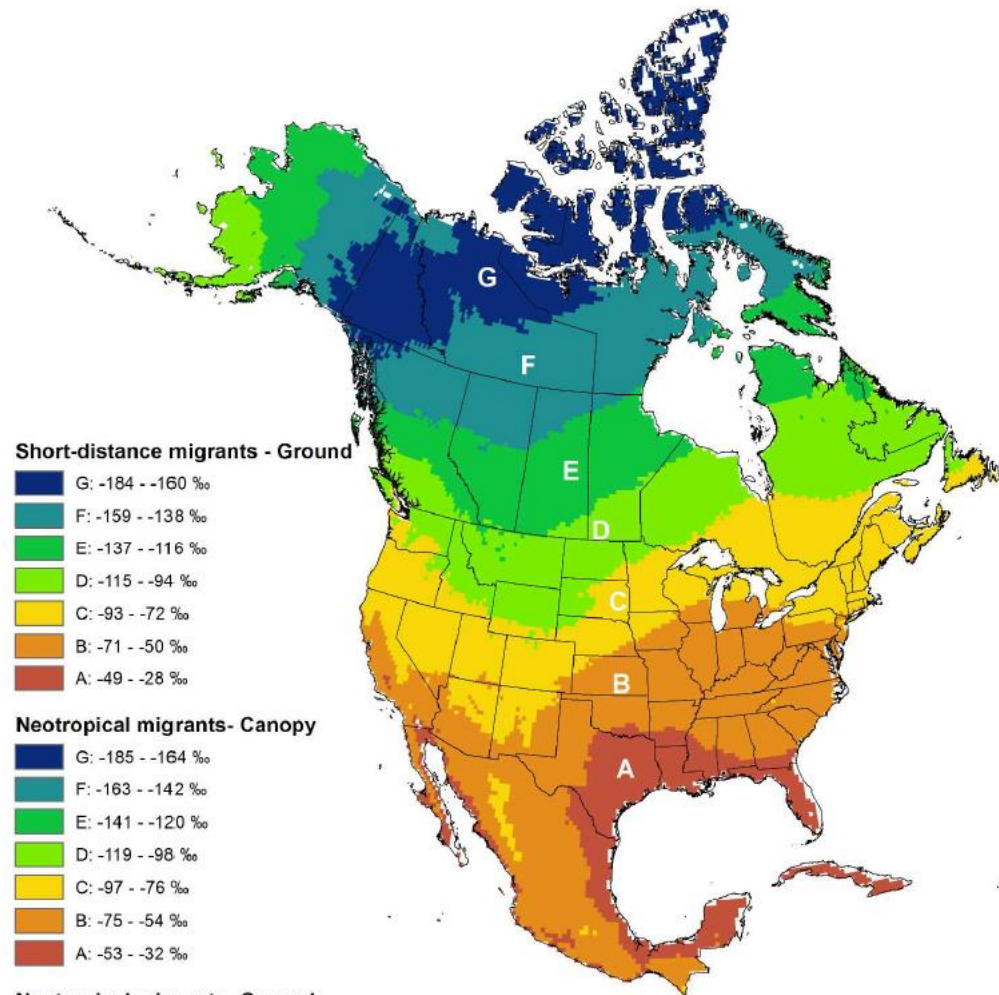 G
F
E
D
C
B
A
Short-distance migrants - Ground
G: -184 - -160 ‰
F: -159 - -138 ‰
E: -137 - -116 ‰
D: -115 - -94 ‰
C: -93 - -72 ‰
B: -71 - -50 ‰
A: -49 - -28 ‰
Neotropical migrants- Canopy
G: -185 - -164 ‰
F: -163 - -142 ‰
E: -141 - -120 ‰
D: -119 - -98 ‰
C: -97 - -76 ‰
B: -75 - -54 ‰
A: -53 - -32 ‰